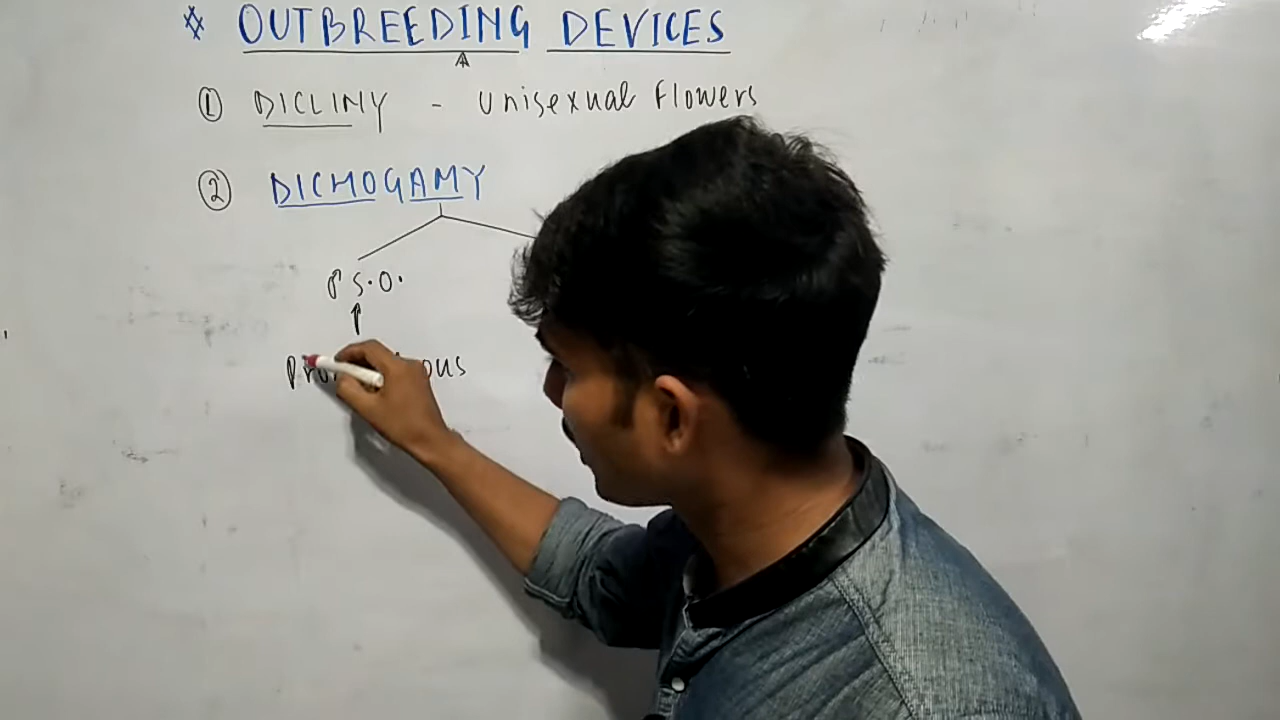 * OUTBREEDING DEVICES
① DICLINY - Unisexual Flowers
② DICHOGAMY
↑ S.O.